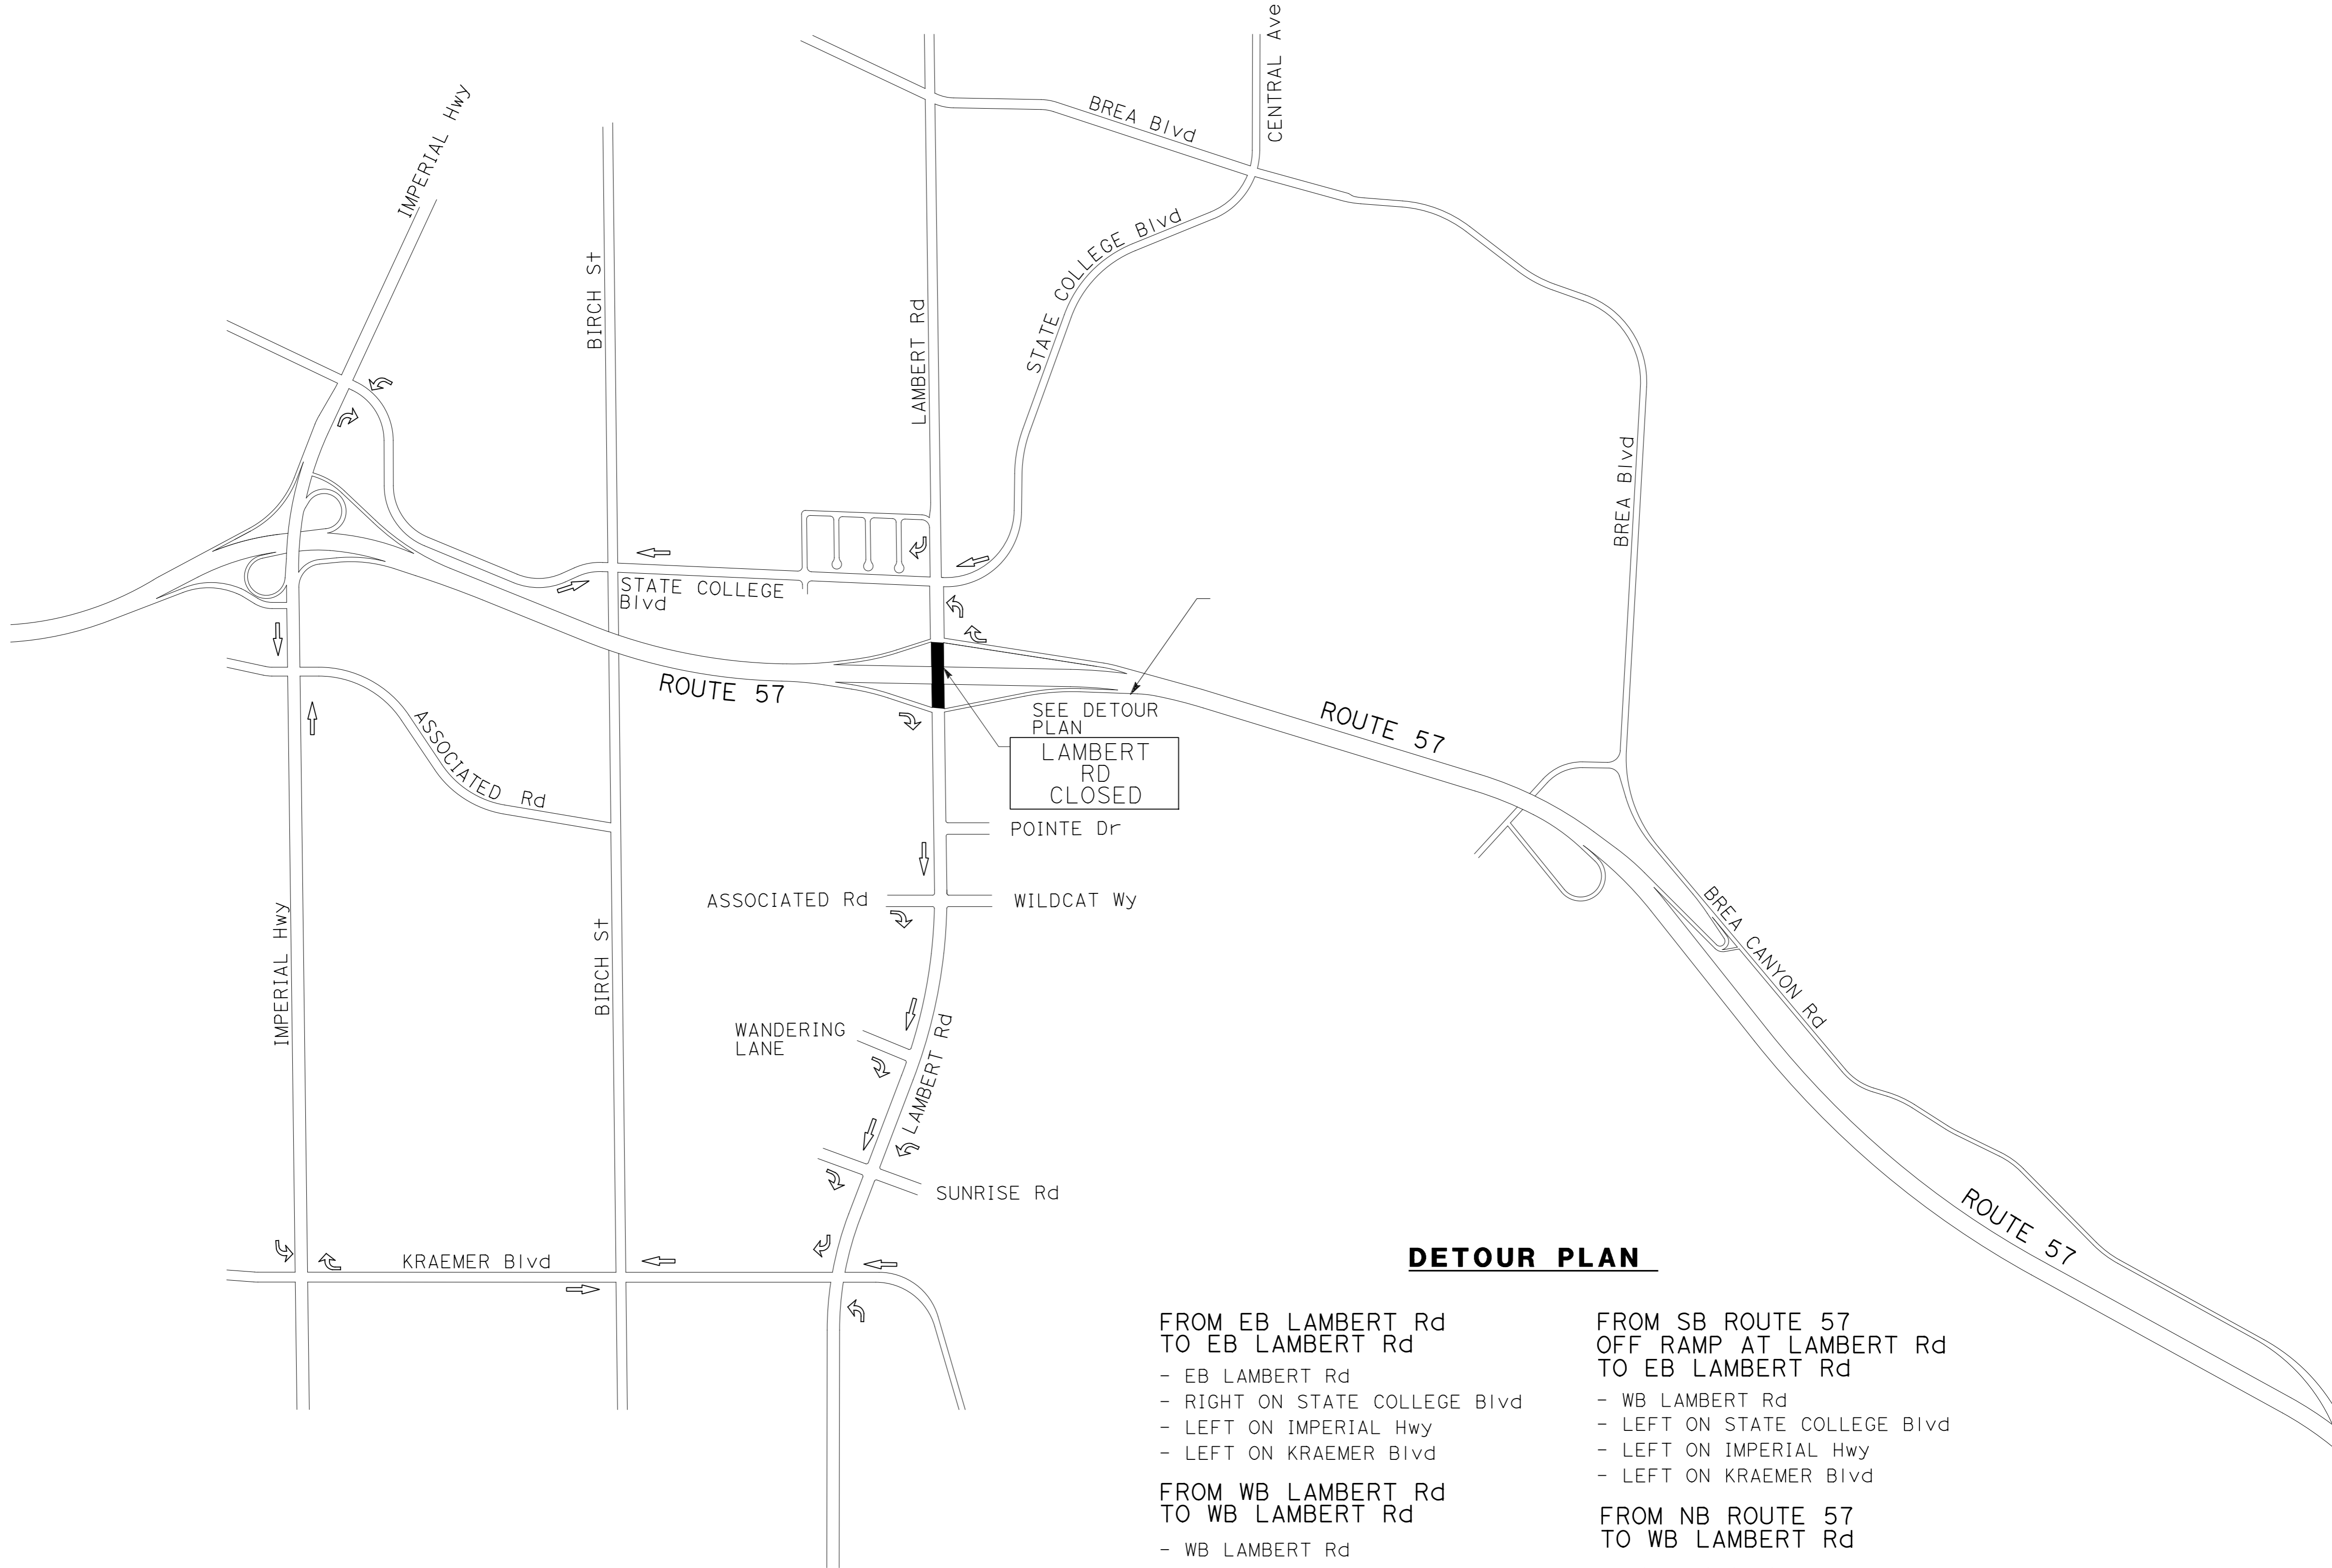 CENTRAL Ave
BREA Blvd
IMPERIAL Hwy
STATE COLLEGE Blvd
BIRCH St
LAMBERT Rd
BREA Blvd
STATE COLLEGE
Blvd
ROUTE 57
SEE DETOUR
PLAN
LAMBERT
RD
CLOSED
ROUTE 57
ASSOCIATED Rd
POINTE Dr
ASSOCIATED Rd
WILDCAT Wy
IMPERIAL Hwy
BIRCH St
BREA CANYON Rd
WANDERING
LANE
LAMBERT Rd
SUNRISE Rd
ROUTE 57
KRAEMER Blvd
DETOUR PLAN
FROM EB LAMBERT Rd
TO EB LAMBERT Rd
- EB LAMBERT Rd
- RIGHT ON STATE COLLEGE Blvd
- LEFT ON IMPERIAL Hwy
- LEFT ON KRAEMER Blvd
FROM WB LAMBERT Rd
TO WB LAMBERT Rd
- WB LAMBERT Rd
FROM SB ROUTE 57
OFF RAMP AT LAMBERT Rd
TO EB LAMBERT Rd
- WB LAMBERT Rd
- LEFT ON STATE COLLEGE Blvd
- LEFT ON IMPERIAL Hwy
- LEFT ON KRAEMER Blvd
FROM NB ROUTE 57
TO WB LAMBERT Rd